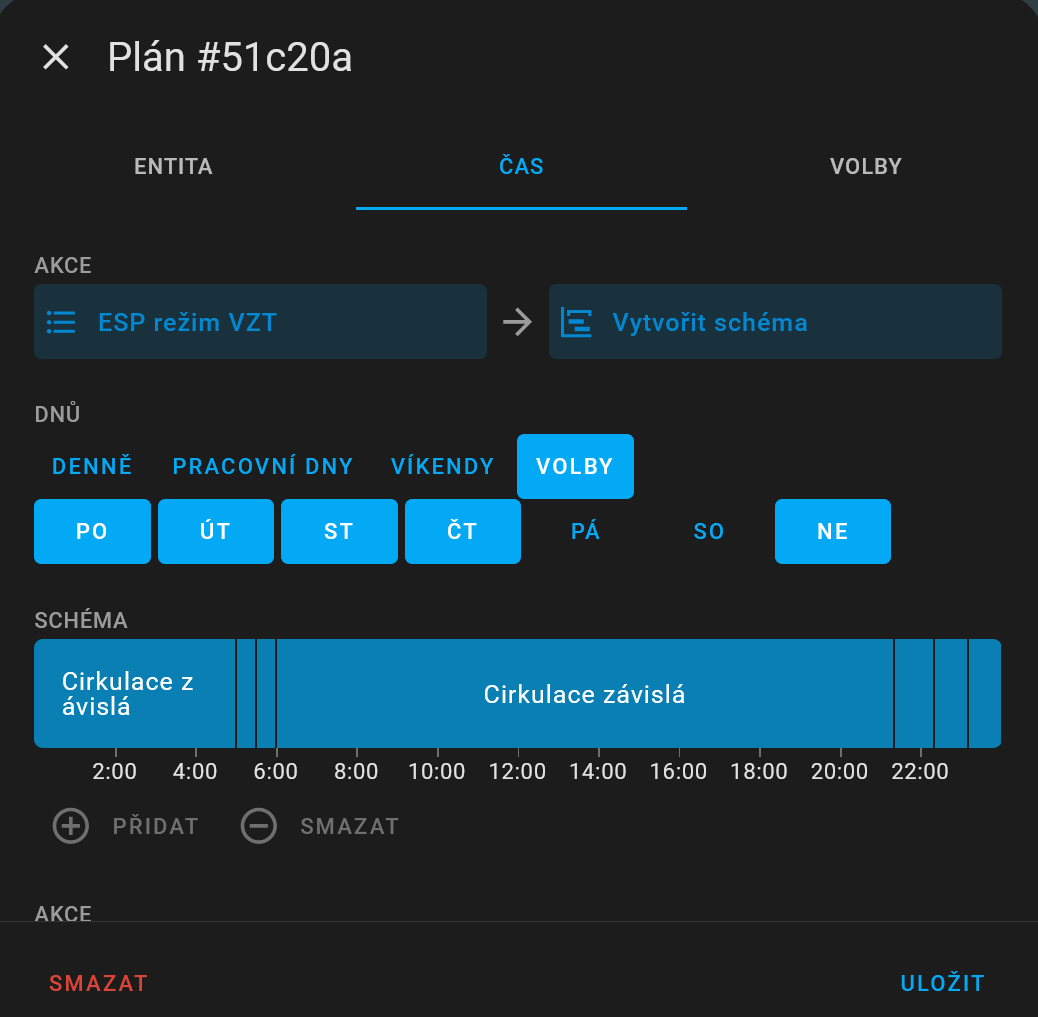 Plán #51c20a
ENTITA ČAS VOLBY
AKCE
ESP režim VZT Vytvořit schéma
DNŮ
DENNĚ PRACOVNÍ DNY VÍKENDY VOLBY
PO ÚT ST ČT PÁ SO NE
SCHÉMA
Cirkulace z
ávislá
Cirkulace závislá
2:00 4:00 6:00 8:00 10:00 12:00 14:00 16:00 18:00 20:00 22:00
PŘIDAT SMAZAT
AKCE
SMAZAT ULOŽIT